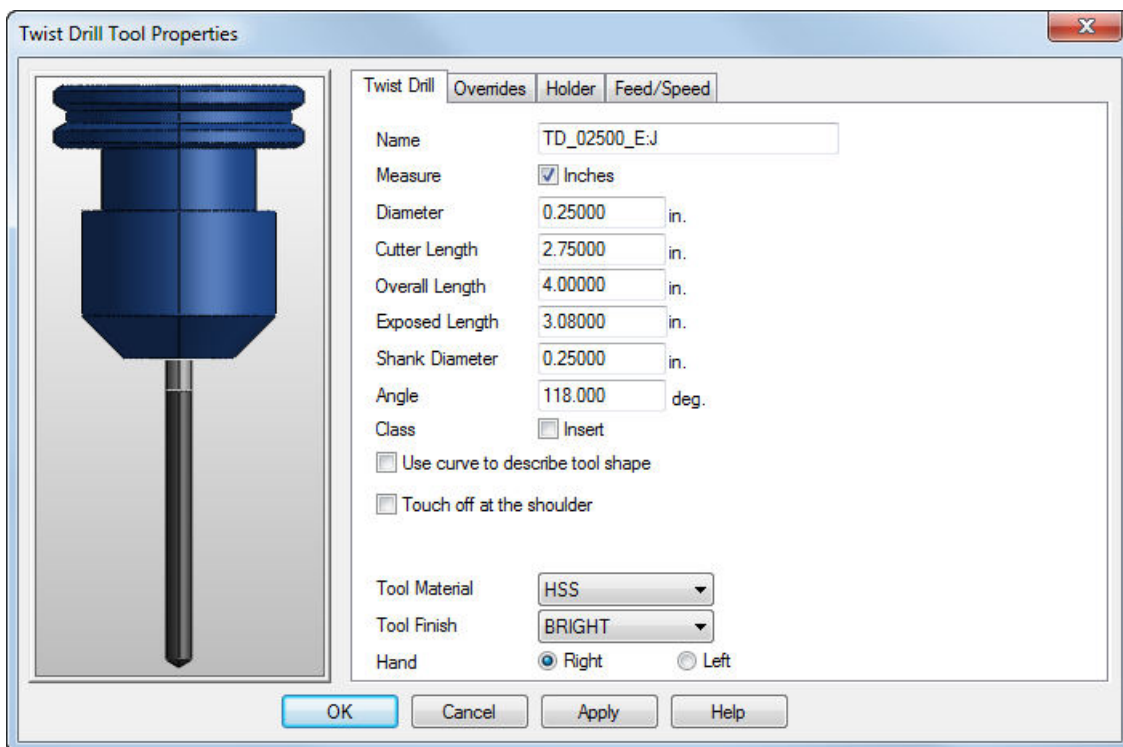 Twist Drill Tool Properties
Twist Drill Overrides Holder Feed/Speed
Name TD_02500_E:J
Measure Inches
Diameter 0.25000 in.
Cutter Length 2.75000 in.
Overall Length 4.00000 in.
Exposed Length 3.08000 in.
Shank Diameter 0.25000 in.
Angle 118.000 deg.
Class Insert
Use curve to describe tool shape
Touch off at the shoulder
Tool Material HSS
Tool Finish BRIGHT
Hand Right Left
OK Cancel Apply Help